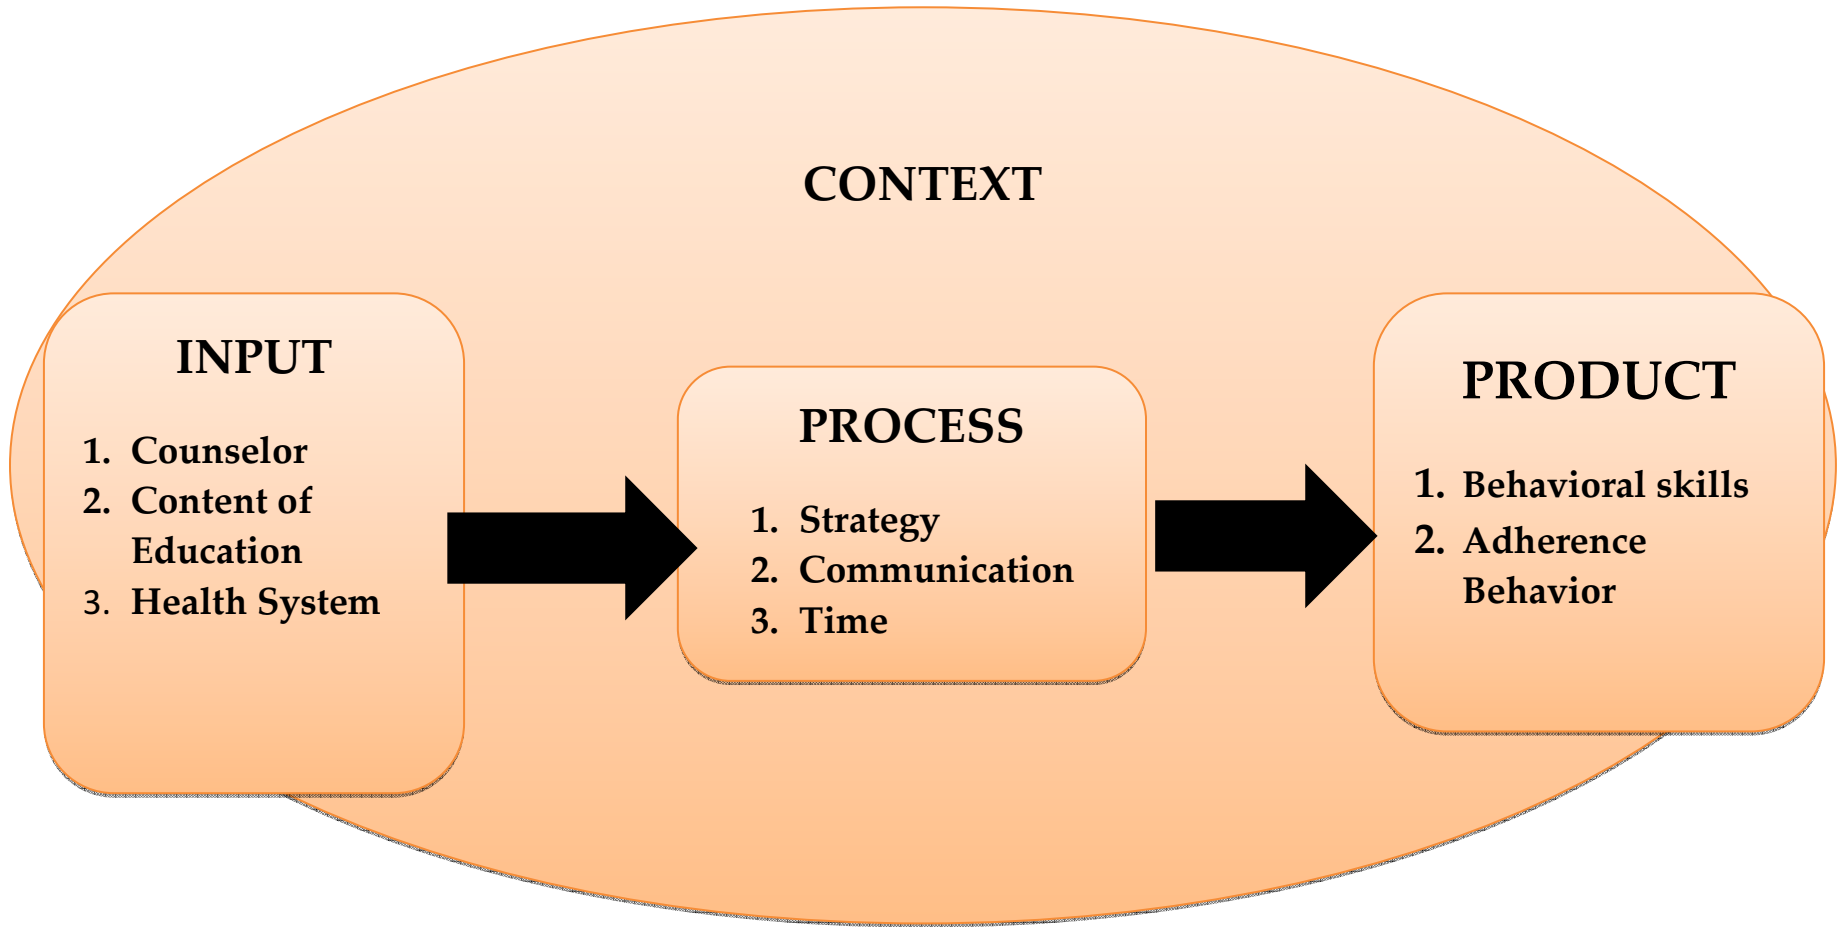 CONTEXT
INPUT
1. Counselor
2. Content of
Education
3. Health System
PROCESS
1. Strategy
2. Communication
3. Time
PRODUCT
1. Behavioral skills
2. Adherence
Behavior